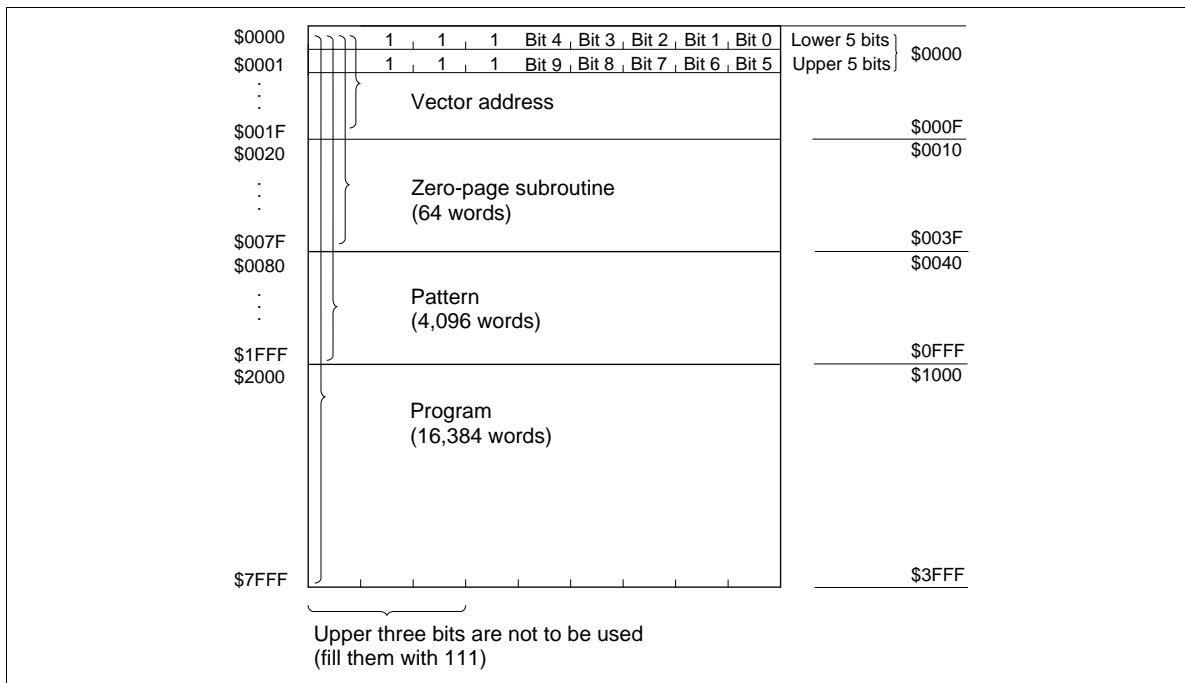 $0000 1 1 1 Bit 4 Bit 3 Bit 2 Bit 1 Bit 0 Lower 5 bits
$0000
$0001 1 1 1 Bit 9 Bit 8 Bit 7 Bit 6 Bit 5 Upper 5 bits
Vector address
$001F $000F
$0020 $0010
Zero-page subroutine
(64 words)
$007F $003F
$0080 $0040
Pattern
(4,096 words)
$1FFF $0FFF
$2000 $1000
Program
(16,384 words)
$7FFF $3FFF
Upper three bits are not to be used
(fill them with 111)